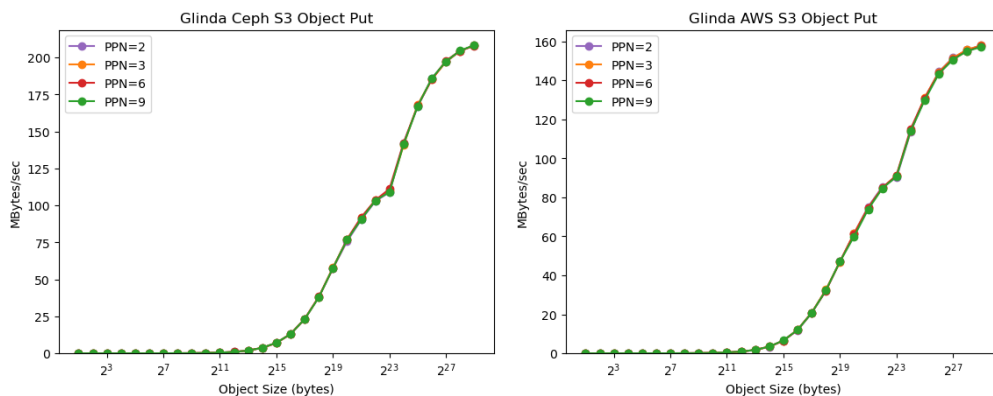 Glinda Ceph S3 Object Put
PPN=2
PPN=3
PPN=6
PPN=9
200
175
150
125
100
75
50
25
0
MBytes/sec
2^3 2^7 2^11 2^15 2^19 2^23 2^27
Object Size (bytes)
Glinda AWS S3 Object Put
PPN=2
PPN=3
PPN=6
PPN=9
160
140
120
100
80
60
40
20
0
MBytes/sec
2^3 2^7 2^11 2^15 2^19 2^23 2^27
Object Size (bytes)